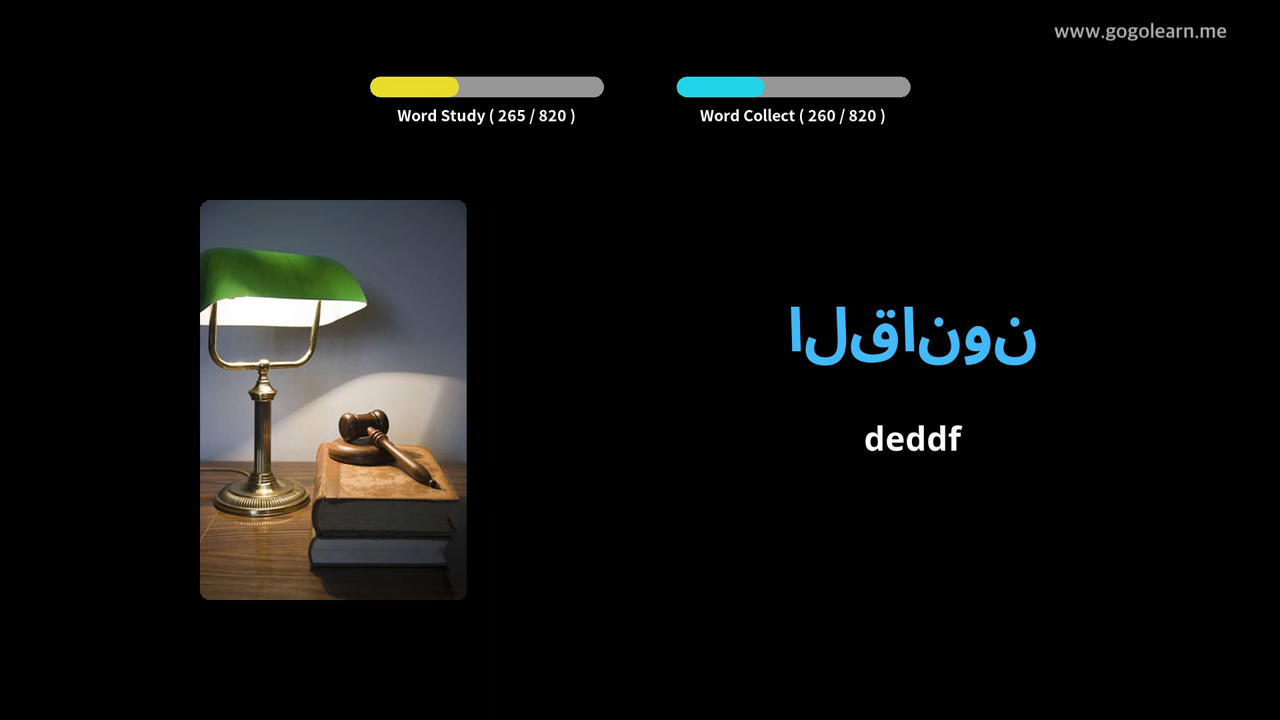 www.gogolearn.me
Word Study ( 265 / 820 )
Word Collect ( 260 / 820 )
القانون
deddf